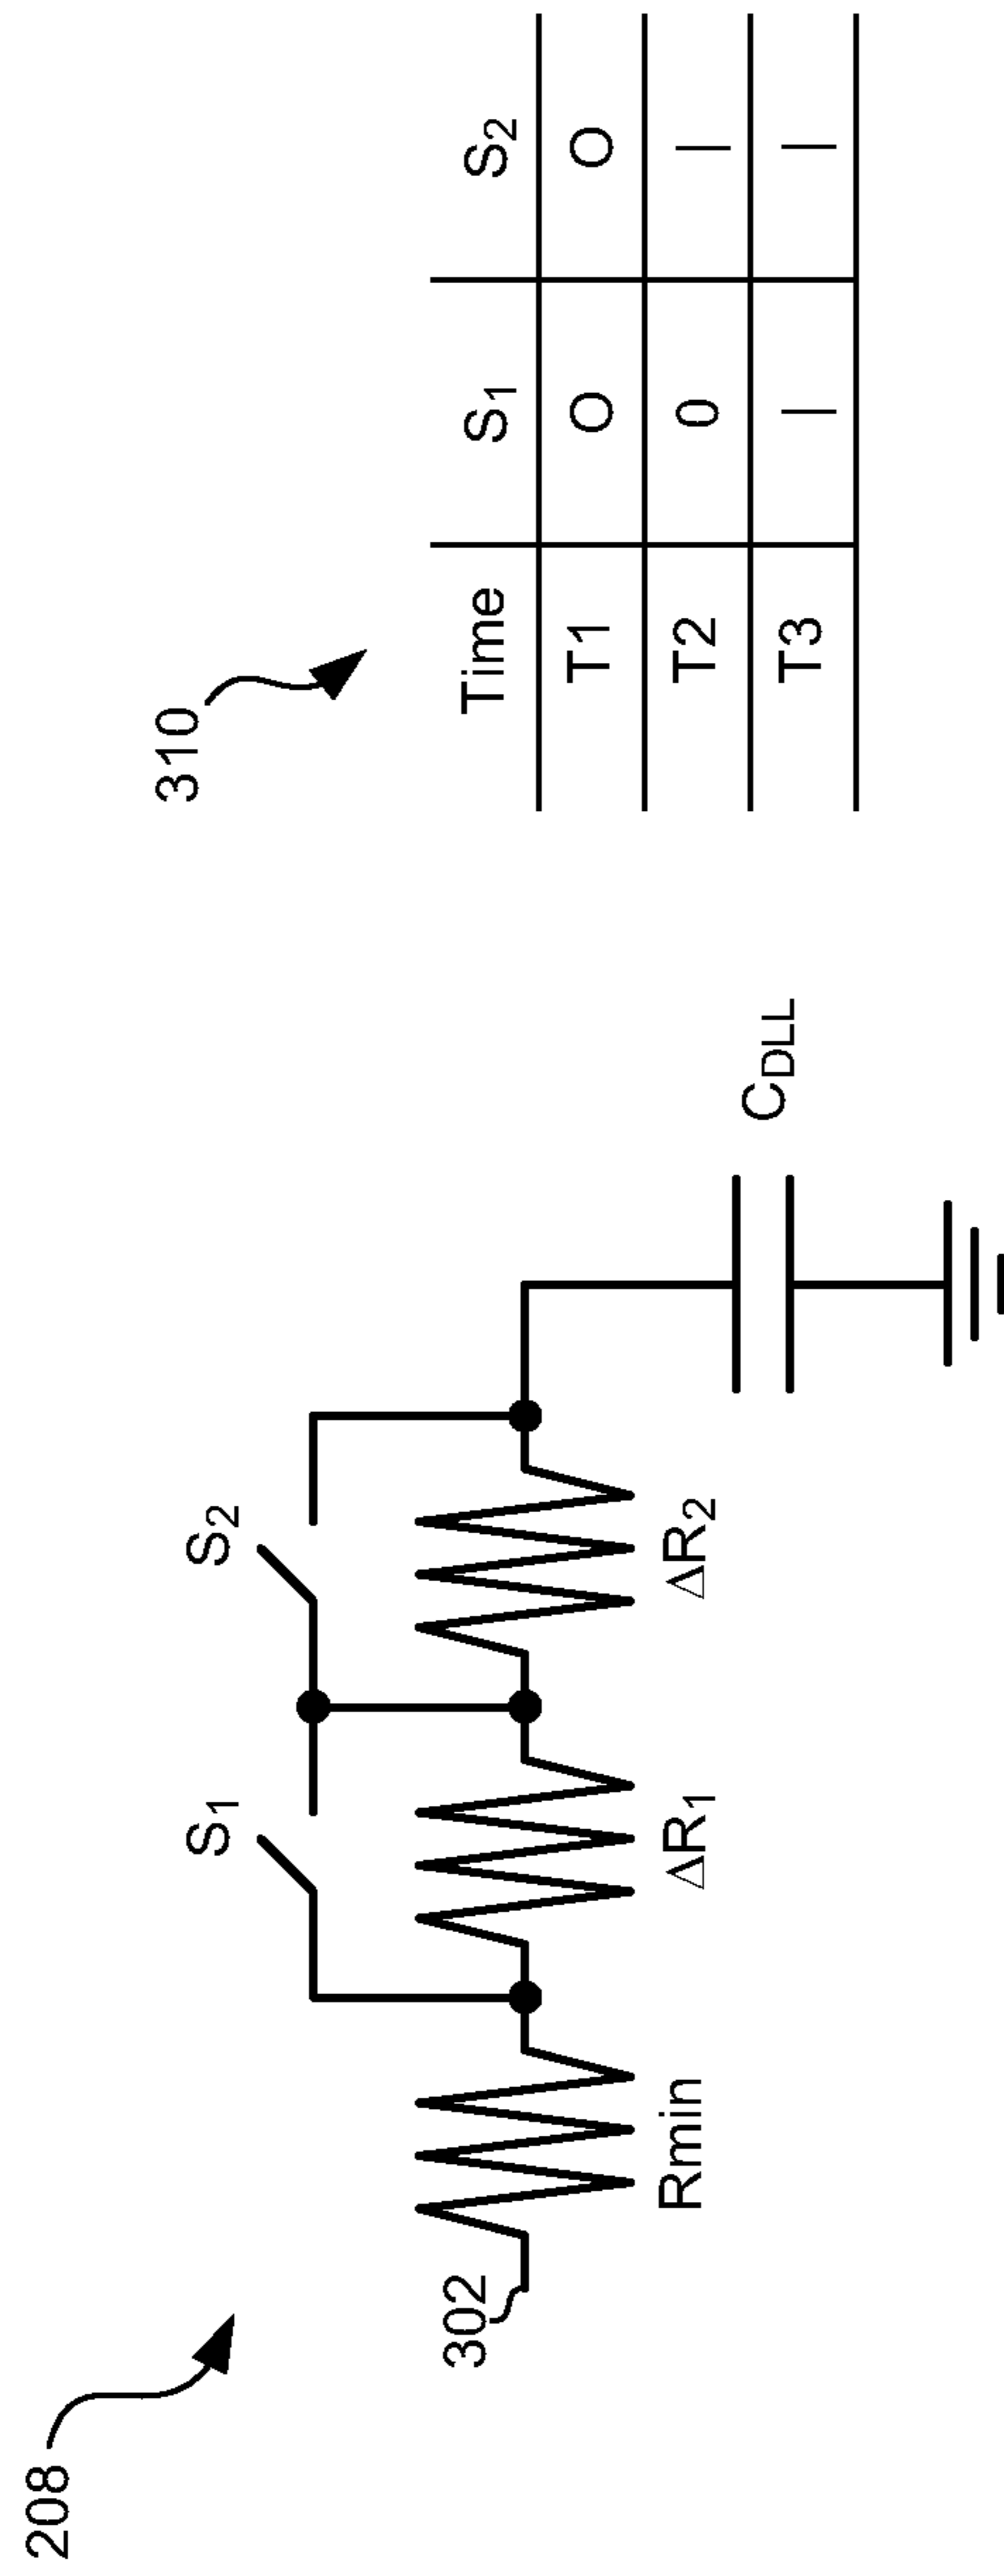 208
302
Rmin
S1
ΔR1
S2
ΔR2
CDLL
310
Time S1 S2
T1 O O
T2 0 |
T3 | |